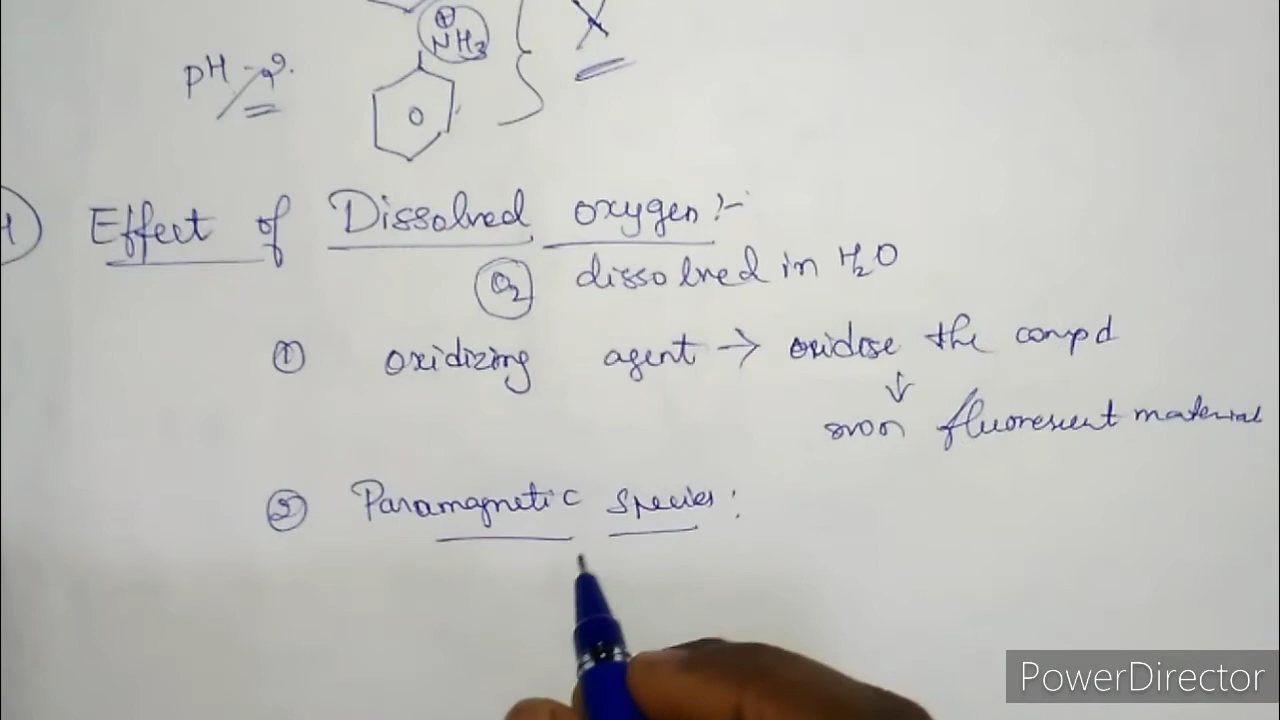 ⊕
NH3
pH -2.
X
4) Effect of Dissolved oxygen :-
O2 dissolved in H2O
① oxidizing agent → oxidise the compd
↓
non fluorescent material
② Paramagnetic Species :
PowerDirector